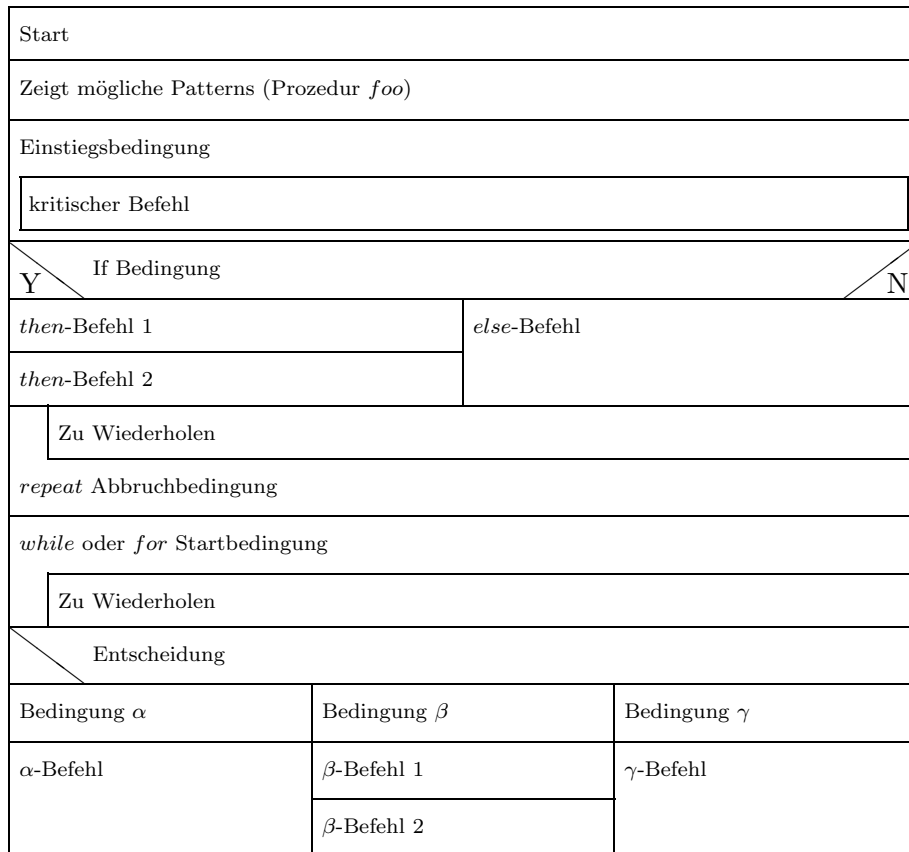 Start
Zeigt mögliche Patterns (Prozedur foo)
Einstiegsbedingung
kritischer Befehl
If Bedingung
Y
N
then-Befehl 1
else-Befehl
then-Befehl 2
Zu Wiederholen
repeat Abbruchbedingung
while oder for Startbedingung
Zu Wiederholen
Entscheidung
Bedingung α
Bedingung β
Bedingung γ
α-Befehl
β-Befehl 1
γ-Befehl
β-Befehl 2